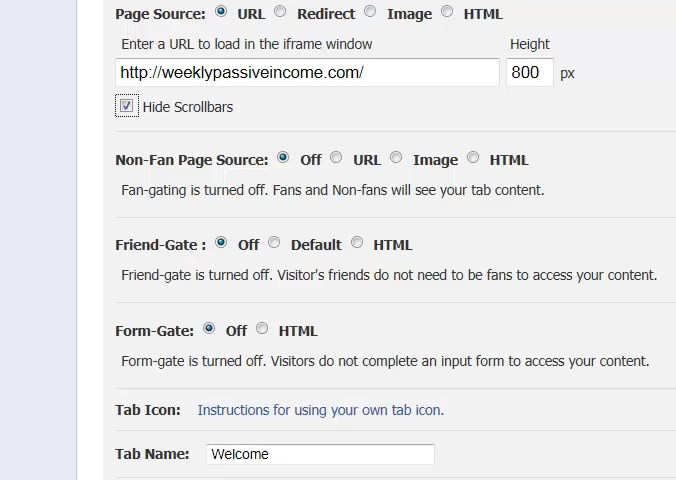 Page Source: URL Redirect Image HTML
Enter a URL to load in the iframe window Height
http://weeklypassiveincome.com/ 800 px
Hide Scrollbars
Non-Fan Page Source: Off URL Image HTML
Fan-gating is turned off. Fans and Non-fans will see your tab content.
Friend-Gate : Off Default HTML
Friend-gate is turned off. Visitor's friends do not need to be fans to access your content.
Form-Gate: Off HTML
Form-gate is turned off. Visitors do not complete an input form to access your content.
Tab Icon: Instructions for using your own tab icon.
Tab Name: Welcome